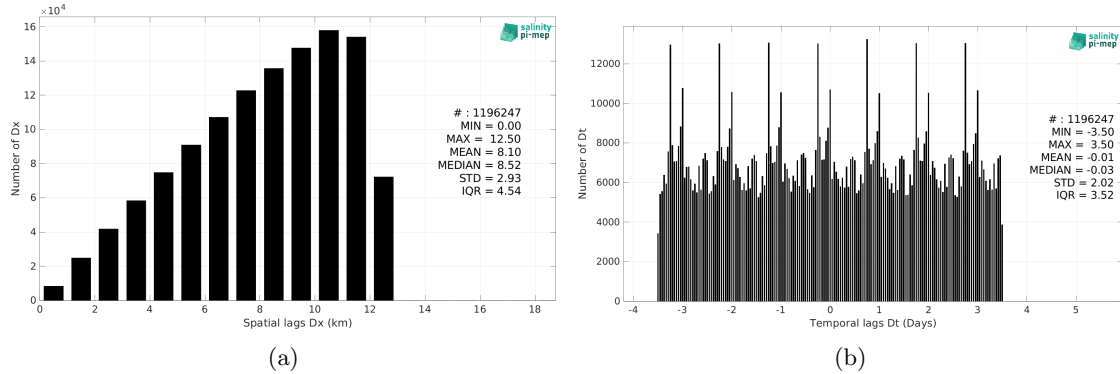 ×10⁴
16
14
12
10
8
6
4
2
0
Number of Dx
0 2 4 6 8 10 12 14 16 18
Spatial lags Dx (km)
salinity
pi-mep
# : 1196247
MIN = 0.00
MAX = 12.50
MEAN = 8.10
MEDIAN = 8.52
STD = 2.93
IQR = 4.54
(a)
12000
10000
8000
6000
4000
2000
0
Number of Dt
-4 -3 -2 -1 0 1 2 3 4 5
Temporal lags Dt (Days)
salinity
pi-mep
# : 1196247
MIN = -3.50
MAX = 3.50
MEAN = -0.01
MEDIAN = -0.03
STD = 2.02
IQR = 3.52
(b)